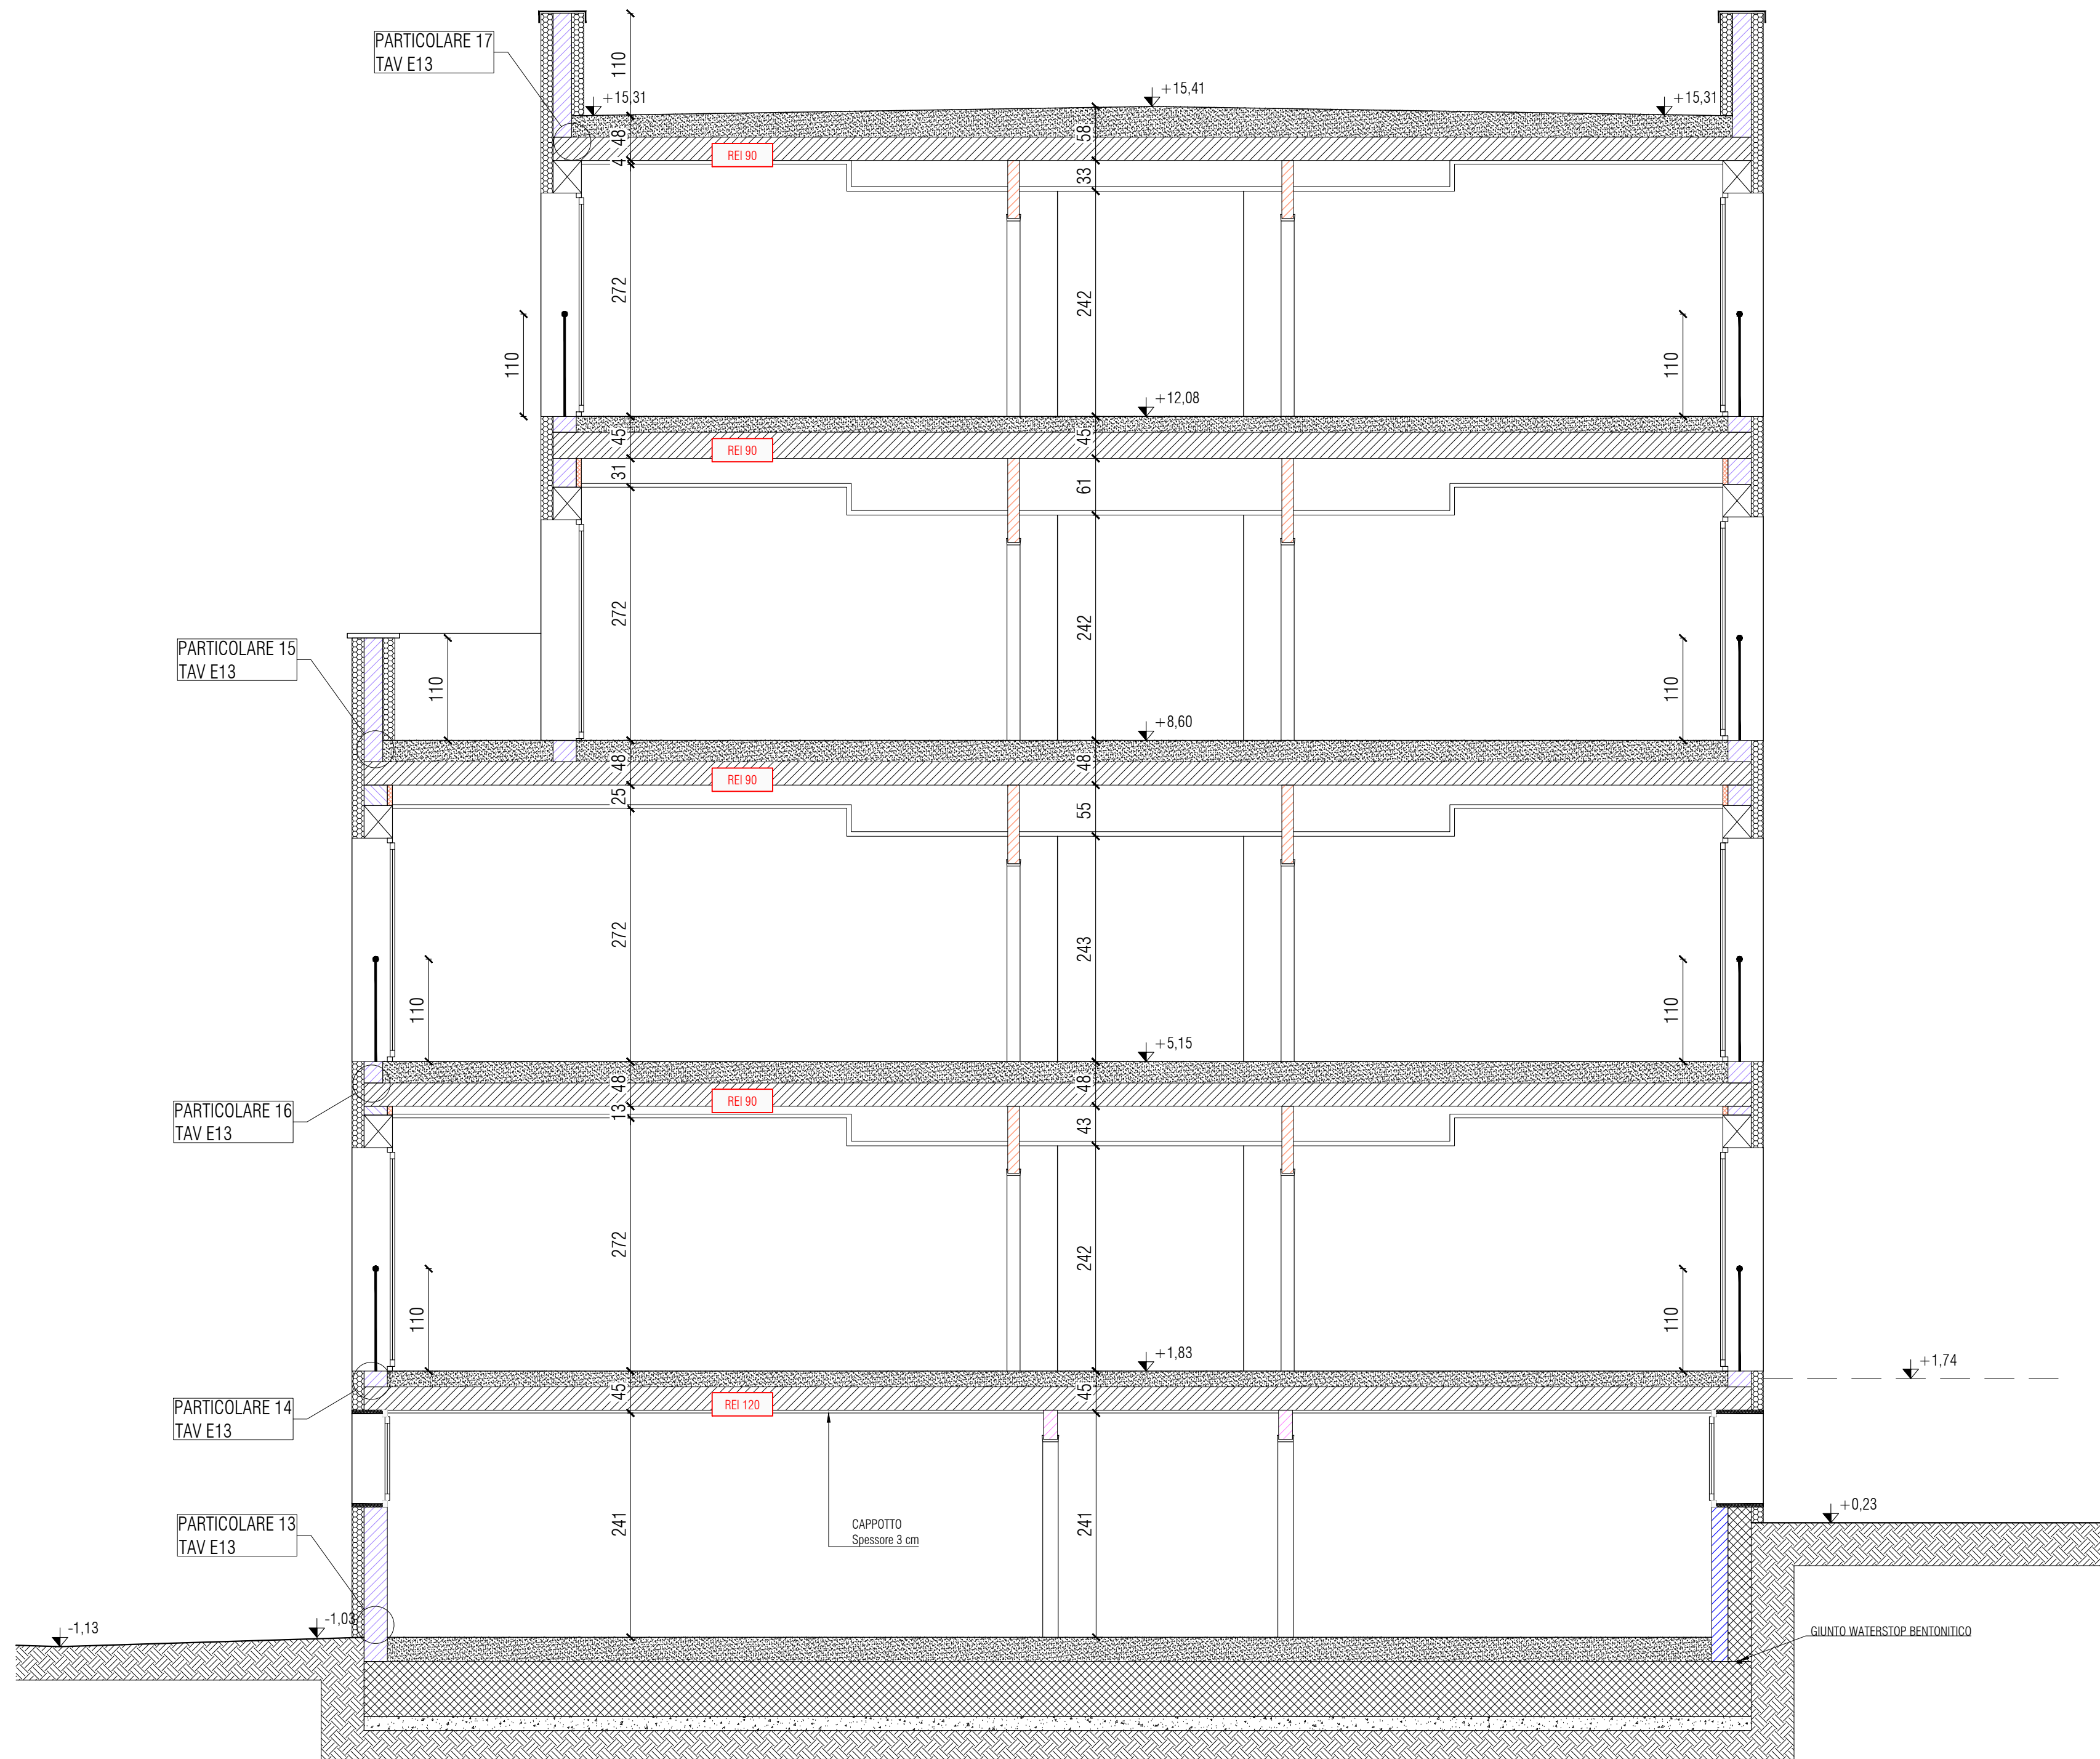 PARTICOLARE 17
TAV E13
110
+15,31
+15,41
+15,31
48
58
4
REI 90
33
272
242
110
110
+12,08
45
45
REI 90
31
61
272
242
PARTICOLARE 15
TAV E13
110
110
+8,60
48
48
REI 90
25
55
272
243
110
110
+5,15
48
48
REI 90
PARTICOLARE 16
TAV E13
13
43
272
242
110
110
+1,83
+1,74
45
45
REI 120
PARTICOLARE 14
TAV E13
+0,23
PARTICOLARE 13
TAV E13
241
241
CAPPOTTO
Spessore 3 cm
-1,13
-1,03
GIUNTO WATERSTOP BENTONITICO